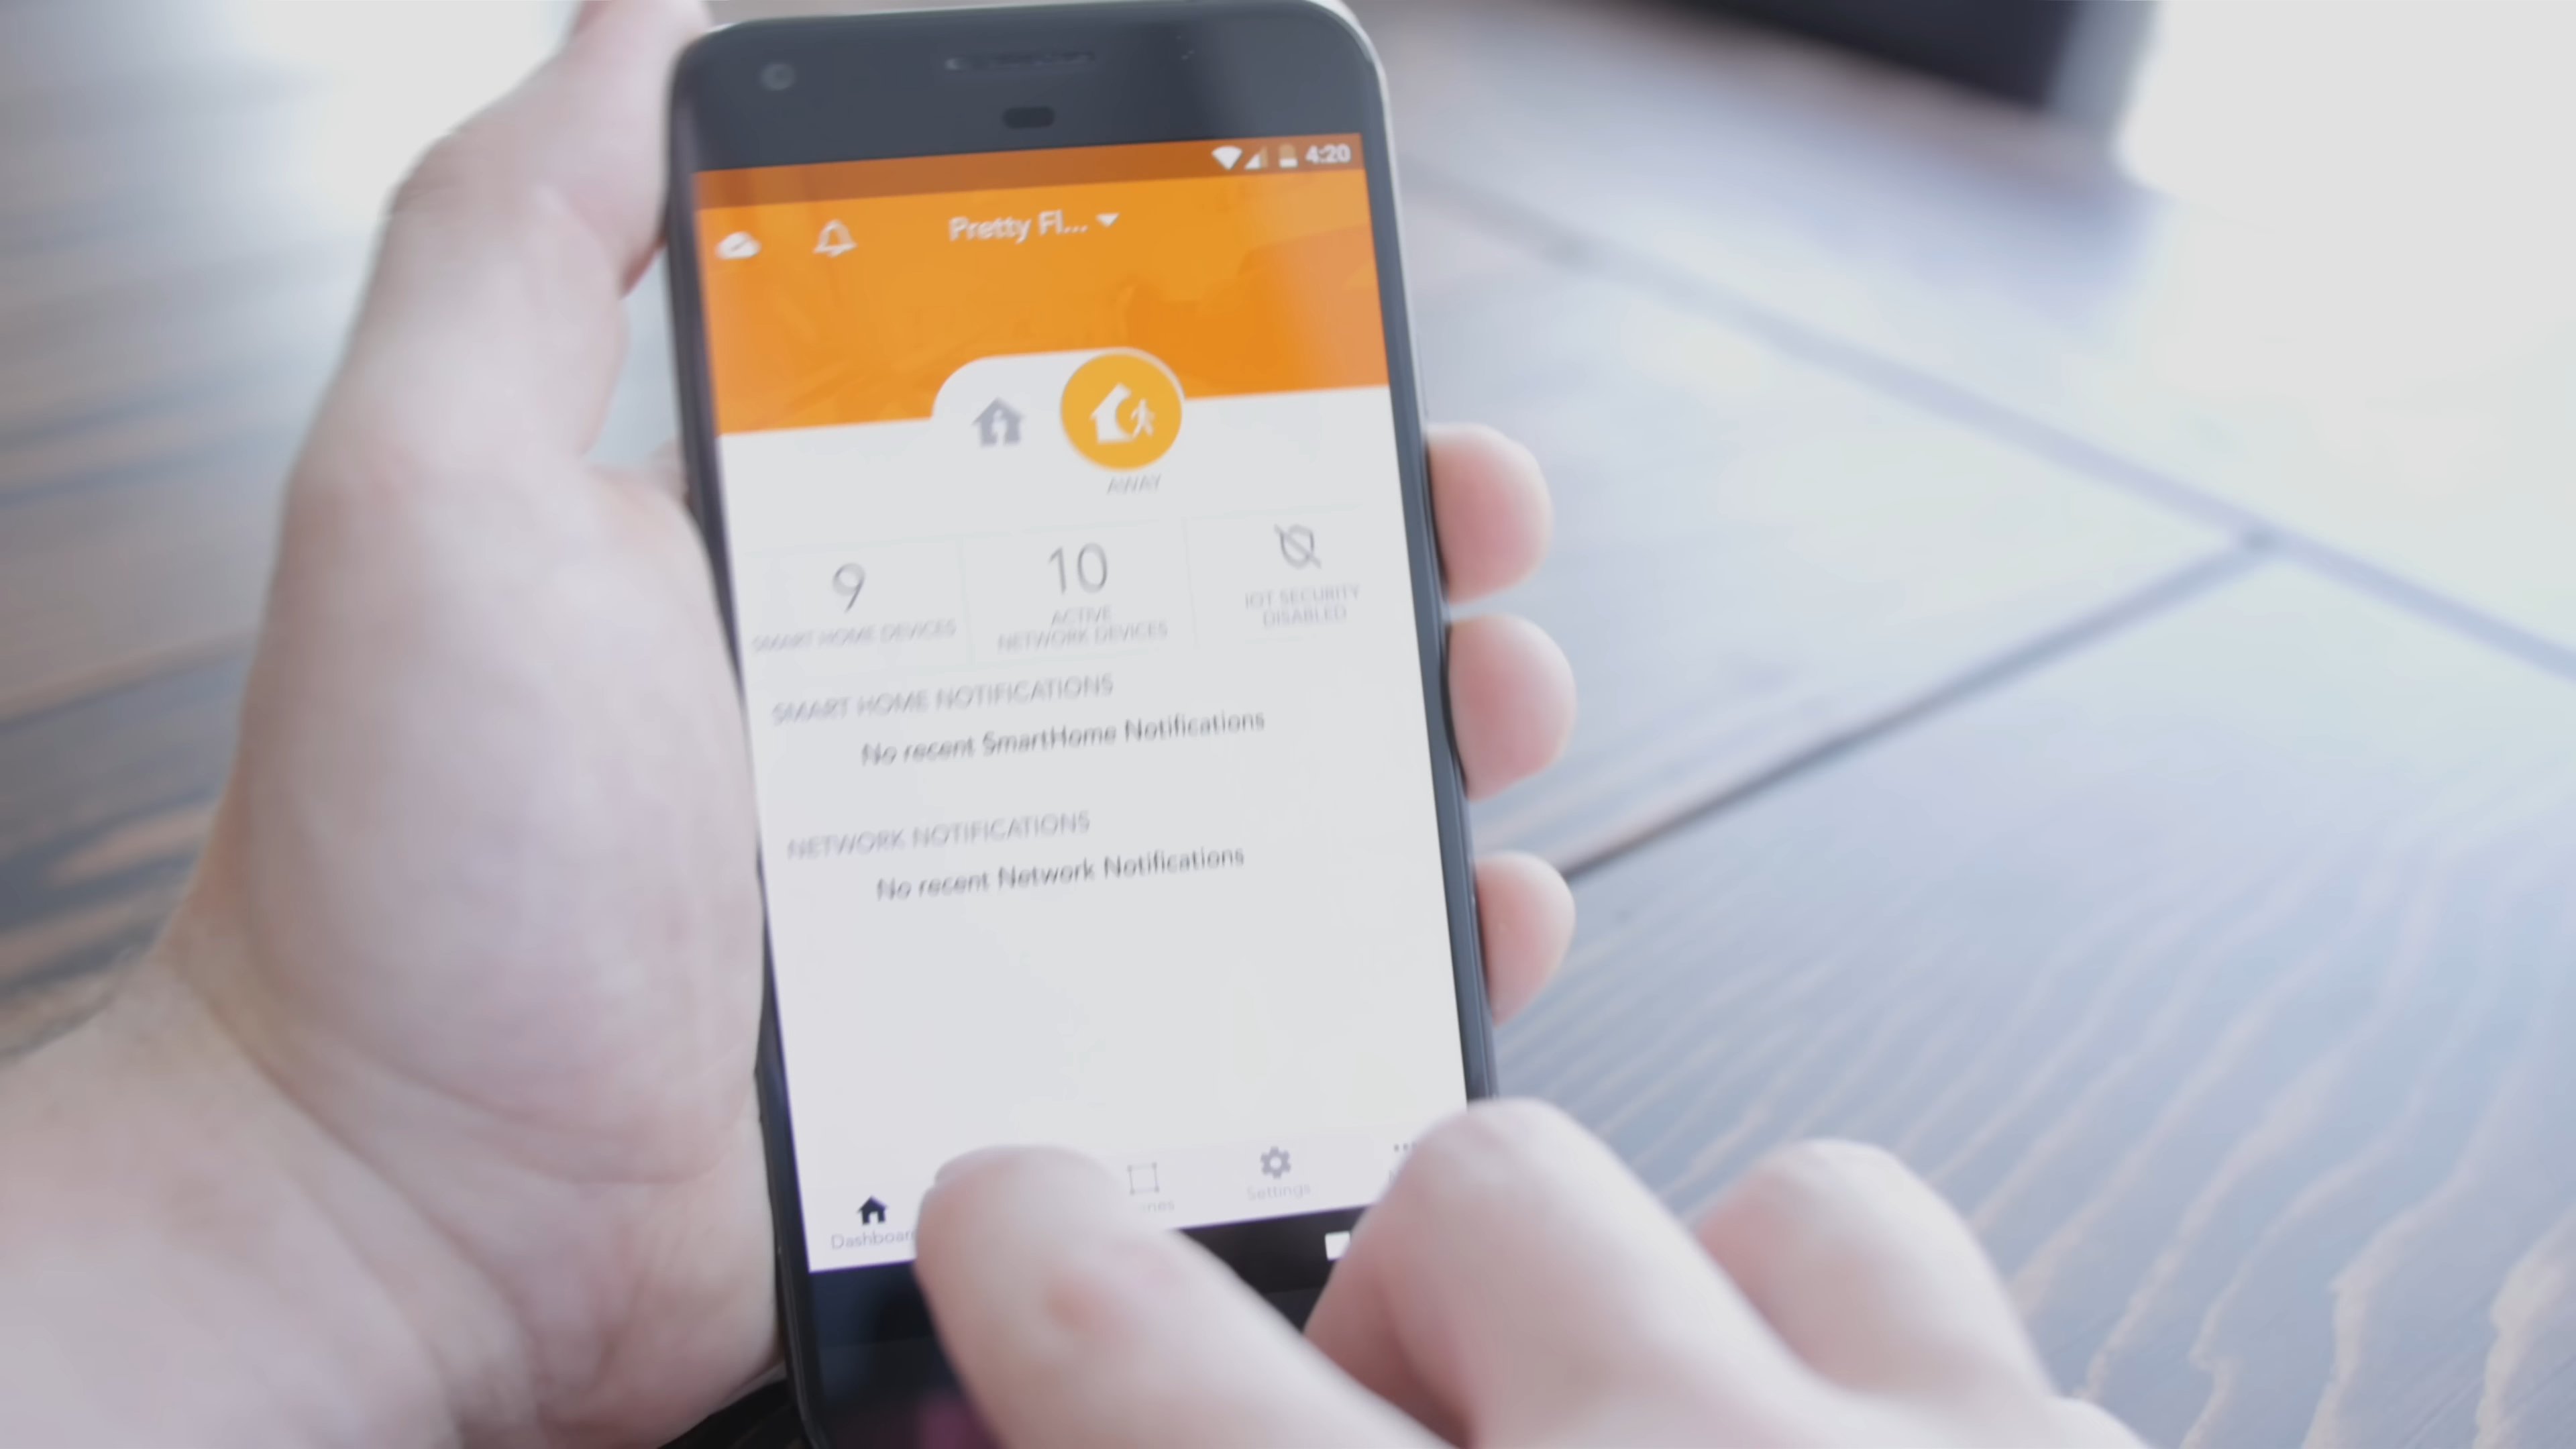 4:20
Pretty Fl...
AWAY
9
SMART HOME DEVICES
10
ACTIVE
NETWORK DEVICES
IOT SECURITY
DISABLED
SMART HOME NOTIFICATIONS
No recent SmartHome Notifications
NETWORK NOTIFICATIONS
No recent Network Notifications
Settings